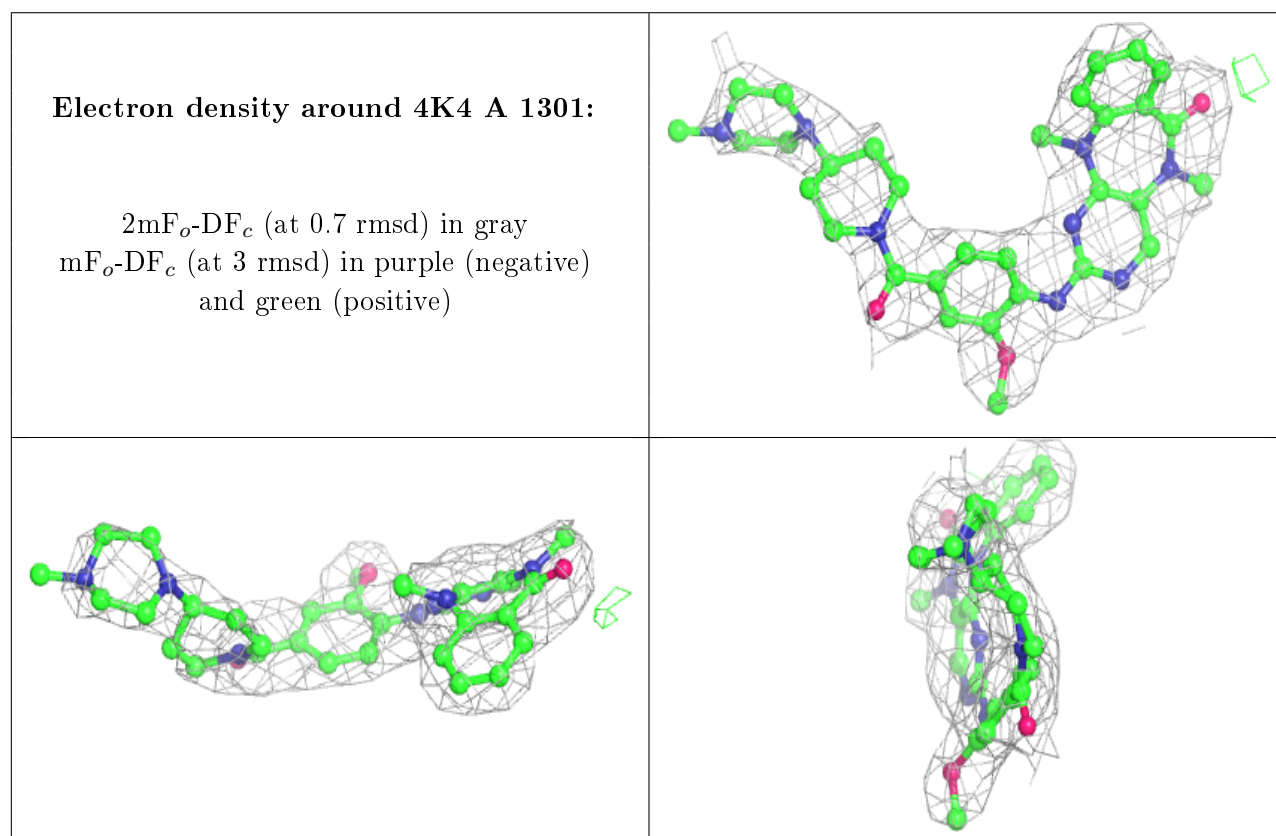 Electron density around 4K4 A 1301:
2mFₒ-DF𝒸 (at 0.7 rmsd) in gray
mFₒ-DF𝒸 (at 3 rmsd) in purple (negative)
and green (positive)